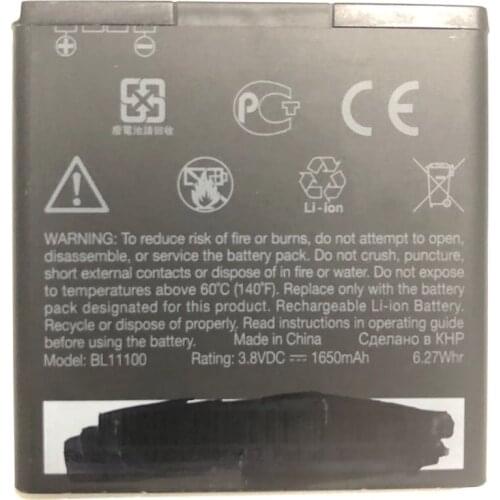 廢電池請回收
PCT
CE
Li-ion
WARNING: To reduce risk of fire or burns, do not attempt to open,
disassemble, or service the battery pack. Do not crush, puncture,
short external contacts or dispose of in fire or water. Do not expose
to temperatures above 60°C (140°F). Replace only with the battery
pack designated for this product. Rechargeable Li-ion Battery.
Recycle or dispose of properly. Consult user's guide
before using the battery. Made in China Сделано в КНР
Model: BL11100 Rating: 3.8VDC ⎓ 1650mAh 6.27Whr